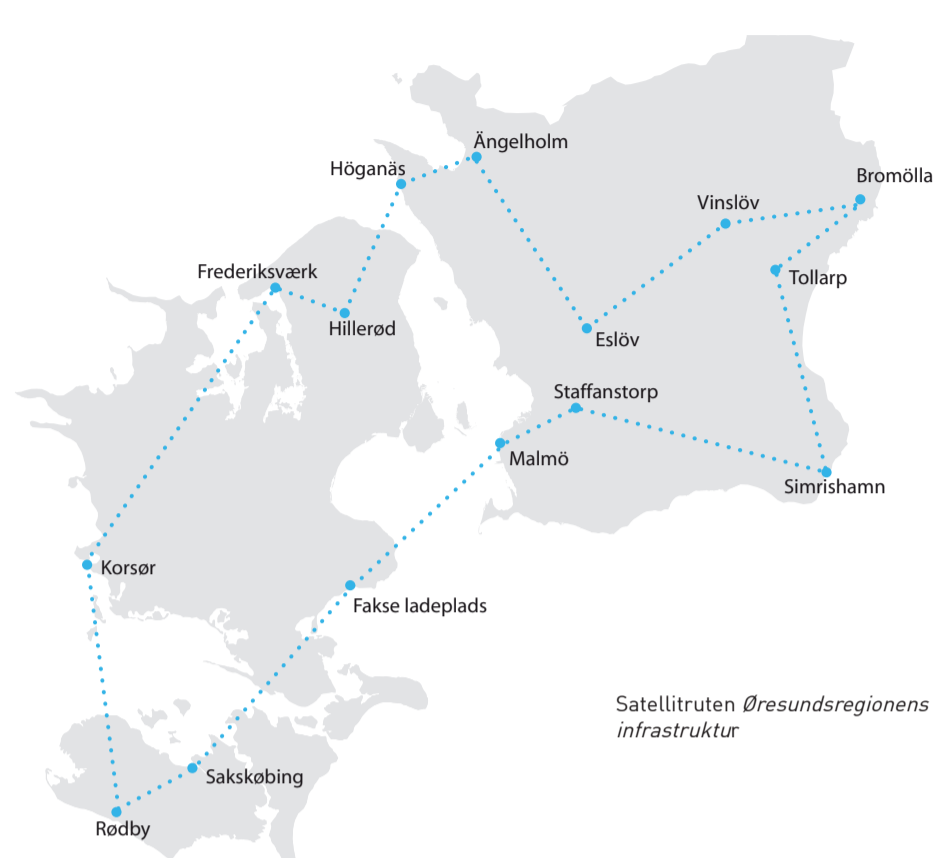 Ängelholm
Höganäs
Bromölla
Vinslöv
Frederiksværk
Tollarp
Hillerød
Eslöv
Staffanstorp
Malmö
Simrishamn
Korsør
Fakse ladeplads
Satellitruten Øresundsregionens
infrastruktur
Sakskøbing
Rødby